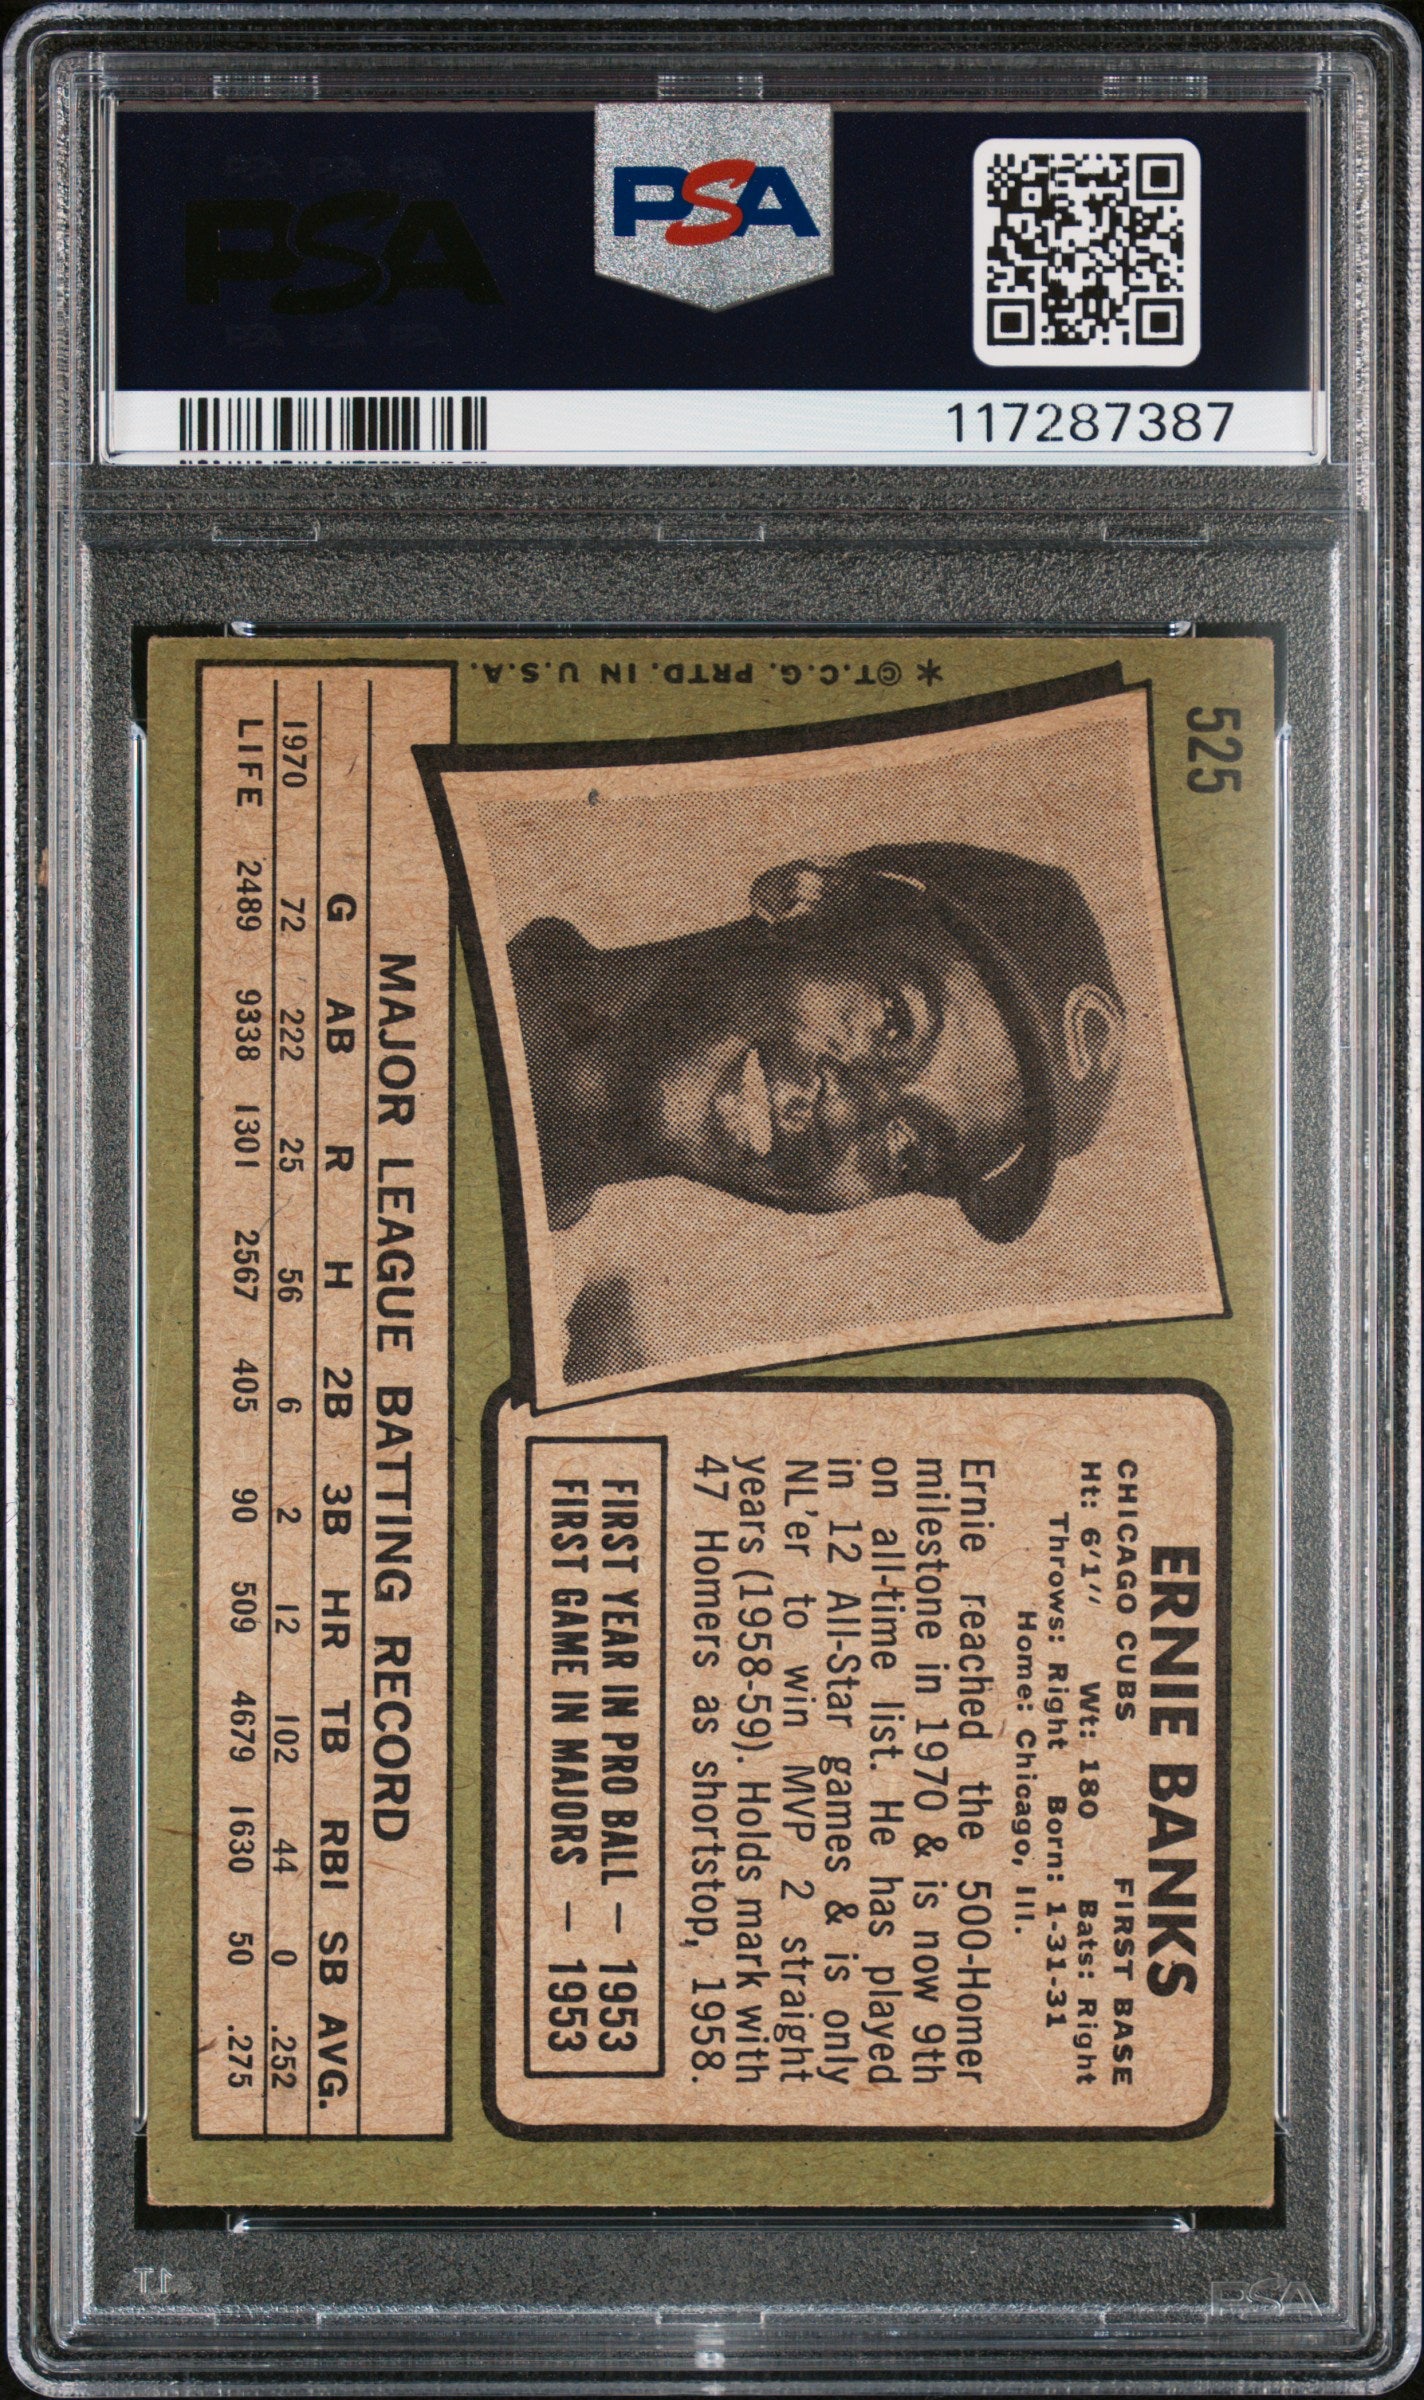 PSA
PSA
117287387
525
* ©T.C.G. PRTD. IN U.S.A.
ERNIE BANKS
CHICAGO CUBS FIRST BASE
Ht: 6'1" Wt: 180 Bats: Right
Throws: Right Born: 1-31-31
Home: Chicago, Ill.
Ernie reached the 500-Homer
milestone in 1970 & is now 9th
on all-time list. He has played
in 12 All-Star games & is only
NL'er to win MVP 2 straight
years (1958-59). Holds mark with
47 Homers as shortstop, 1958.
FIRST YEAR IN PRO BALL — 1953
FIRST GAME IN MAJORS — 1953
MAJOR LEAGUE BATTING RECORD
G AB R H 2B 3B HR TB RBI SB AVG.
1970 72 222 25 56 6 2 12 102 44 0 .252
LIFE 2489 9338 1301 2567 405 90 509 4679 1630 50 .275
PSA